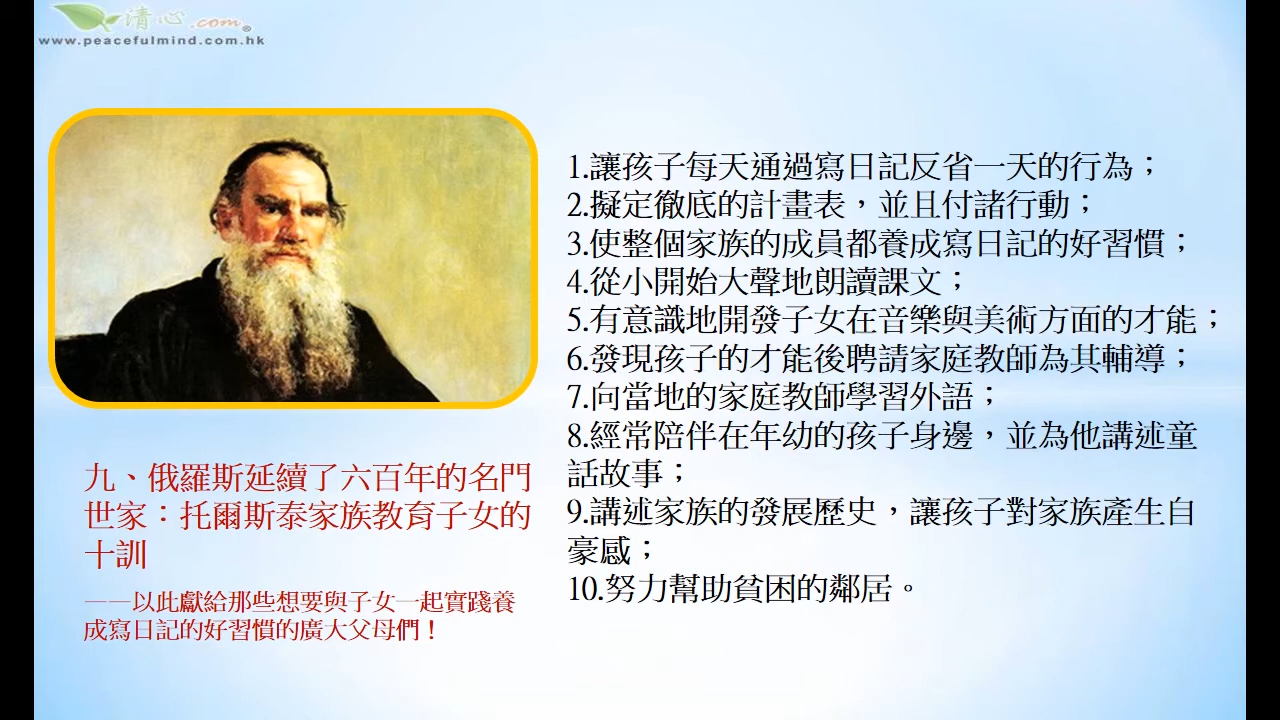 清心.com®
www.peacefulmind.com.hk
九、俄羅斯延續了六百年的名門
世家：托爾斯泰家族教育子女的
十訓
——以此獻給那些想要與子女一起實踐養
成寫日記的好習慣的廣大父母們！
1.讓孩子每天通過寫日記反省一天的行為；
2.擬定徹底的計畫表，並且付諸行動；
3.使整個家族的成員都養成寫日記的好習慣；
4.從小開始大聲地朗讀課文；
5.有意識地開發子女在音樂與美術方面的才能；
6.發現孩子的才能後聘請家庭教師為其輔導；
7.向當地的家庭教師學習外語；
8.經常陪伴在年幼的孩子身邊，並為他講述童
話故事；
9.講述家族的發展歷史，讓孩子對家族產生自
豪感；
10.努力幫助貧困的鄰居。